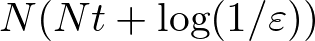 N(Nt + log(1/ε))